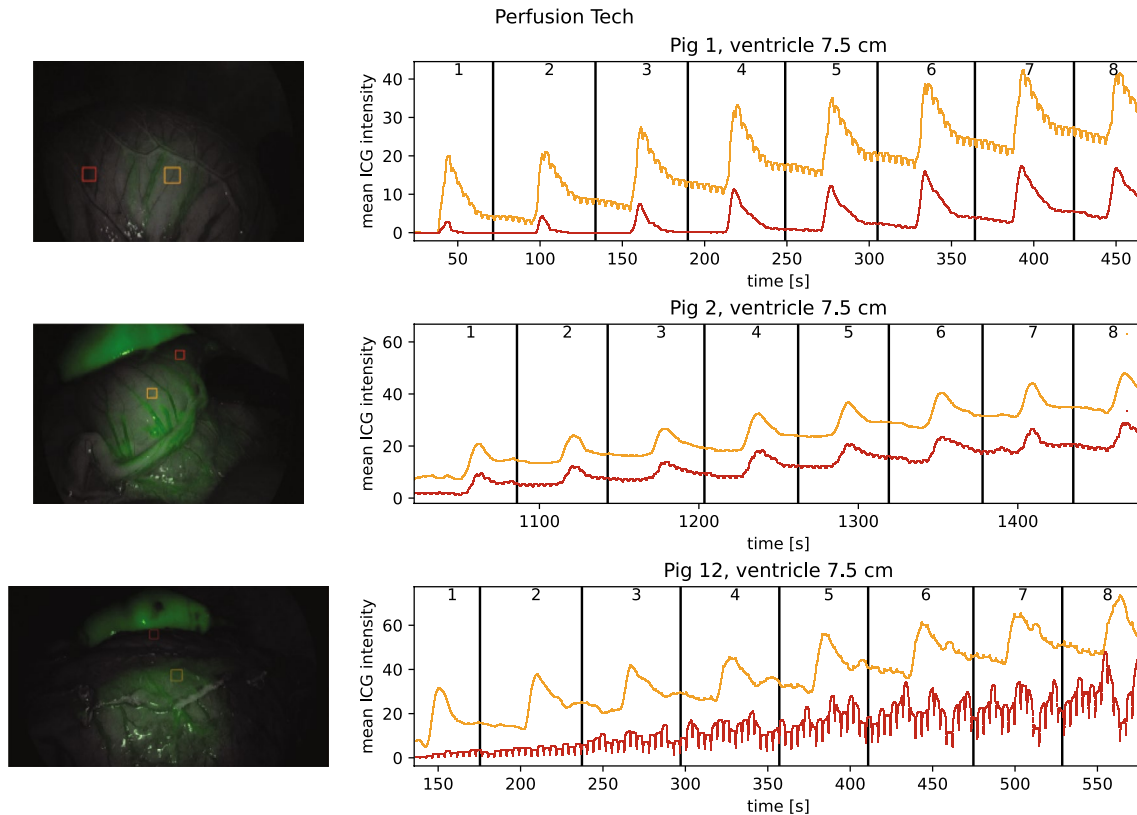 Perfusion Tech
Pig 1, ventricle 7.5 cm
1 2 3 4 5 6 7 8
mean ICG intensity
40
30
20
10
0
50 100 150 200 250 300 350 400 450
time [s]
Pig 2, ventricle 7.5 cm
1 2 3 4 5 6 7 8
mean ICG intensity
60
40
20
0
1100 1200 1300 1400
time [s]
Pig 12, ventricle 7.5 cm
1 2 3 4 5 6 7 8
mean ICG intensity
60
40
20
0
150 200 250 300 350 400 450 500 550
time [s]